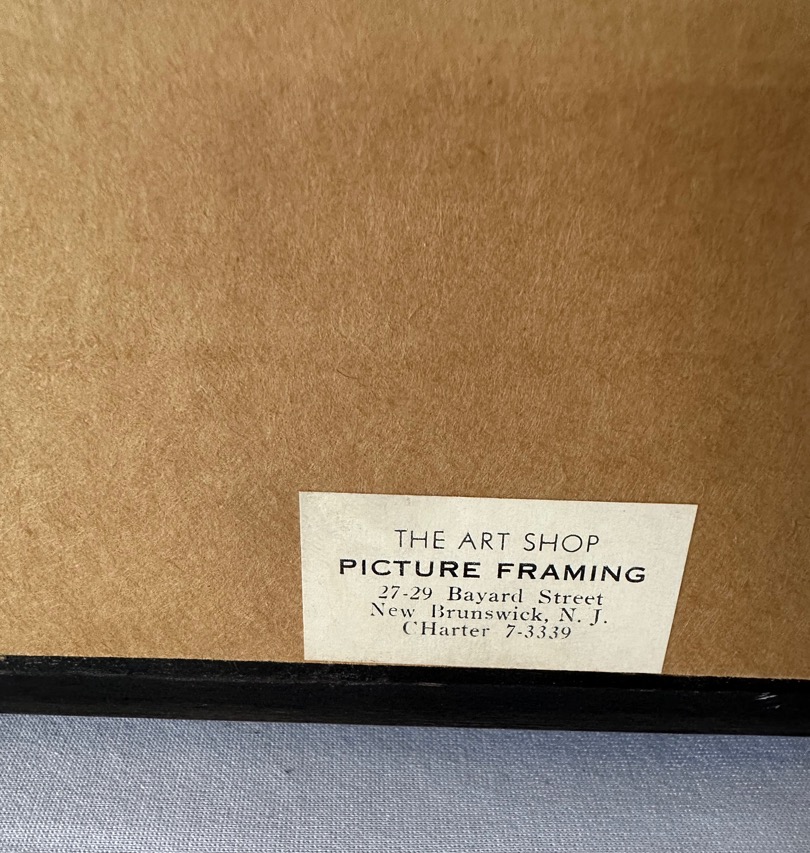 THE ART SHOP
PICTURE FRAMING
27-29 Bayard Street
New Brunswick, N. J.
CHarter 7-3339